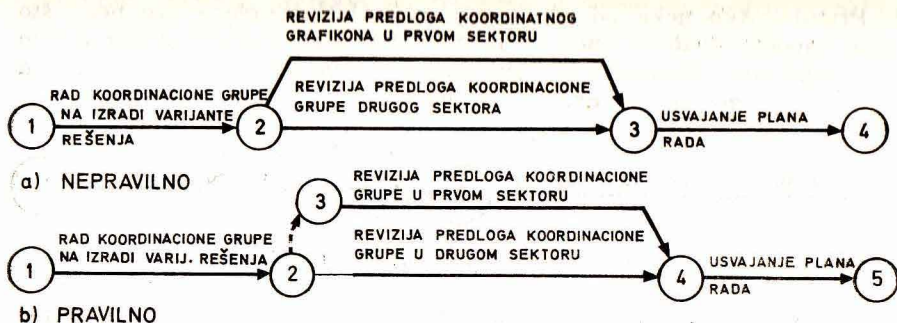 REVIZIJA PREDLOGA KOORDINATNOG
GRAFIKONA U PRVOM SEKTORU
RAD KOORDINACIONE GRUPE
NA IZRADI VARIJANTE
REŠENJA
REVIZIJA PREDLOGA KOORDINACIONE
GRUPE DRUGOG SEKTORA
USVAJANJE PLANA
RADA
1
2
3
4
a) NEPRAVILNO
REVIZIJA PREDLOGA KOORDINACIONE
GRUPE U PRVOM SEKTORU
3
RAD KOORDINACIONE GRUPE
NA IZRADI VARIJ. REŠENJA
REVIZIJA PREDLOGA KOORDINACIONE
GRUPE U DRUGOM SEKTORU
USVAJANJE PLANA
RADA
1
2
4
5
b) PRAVILNO